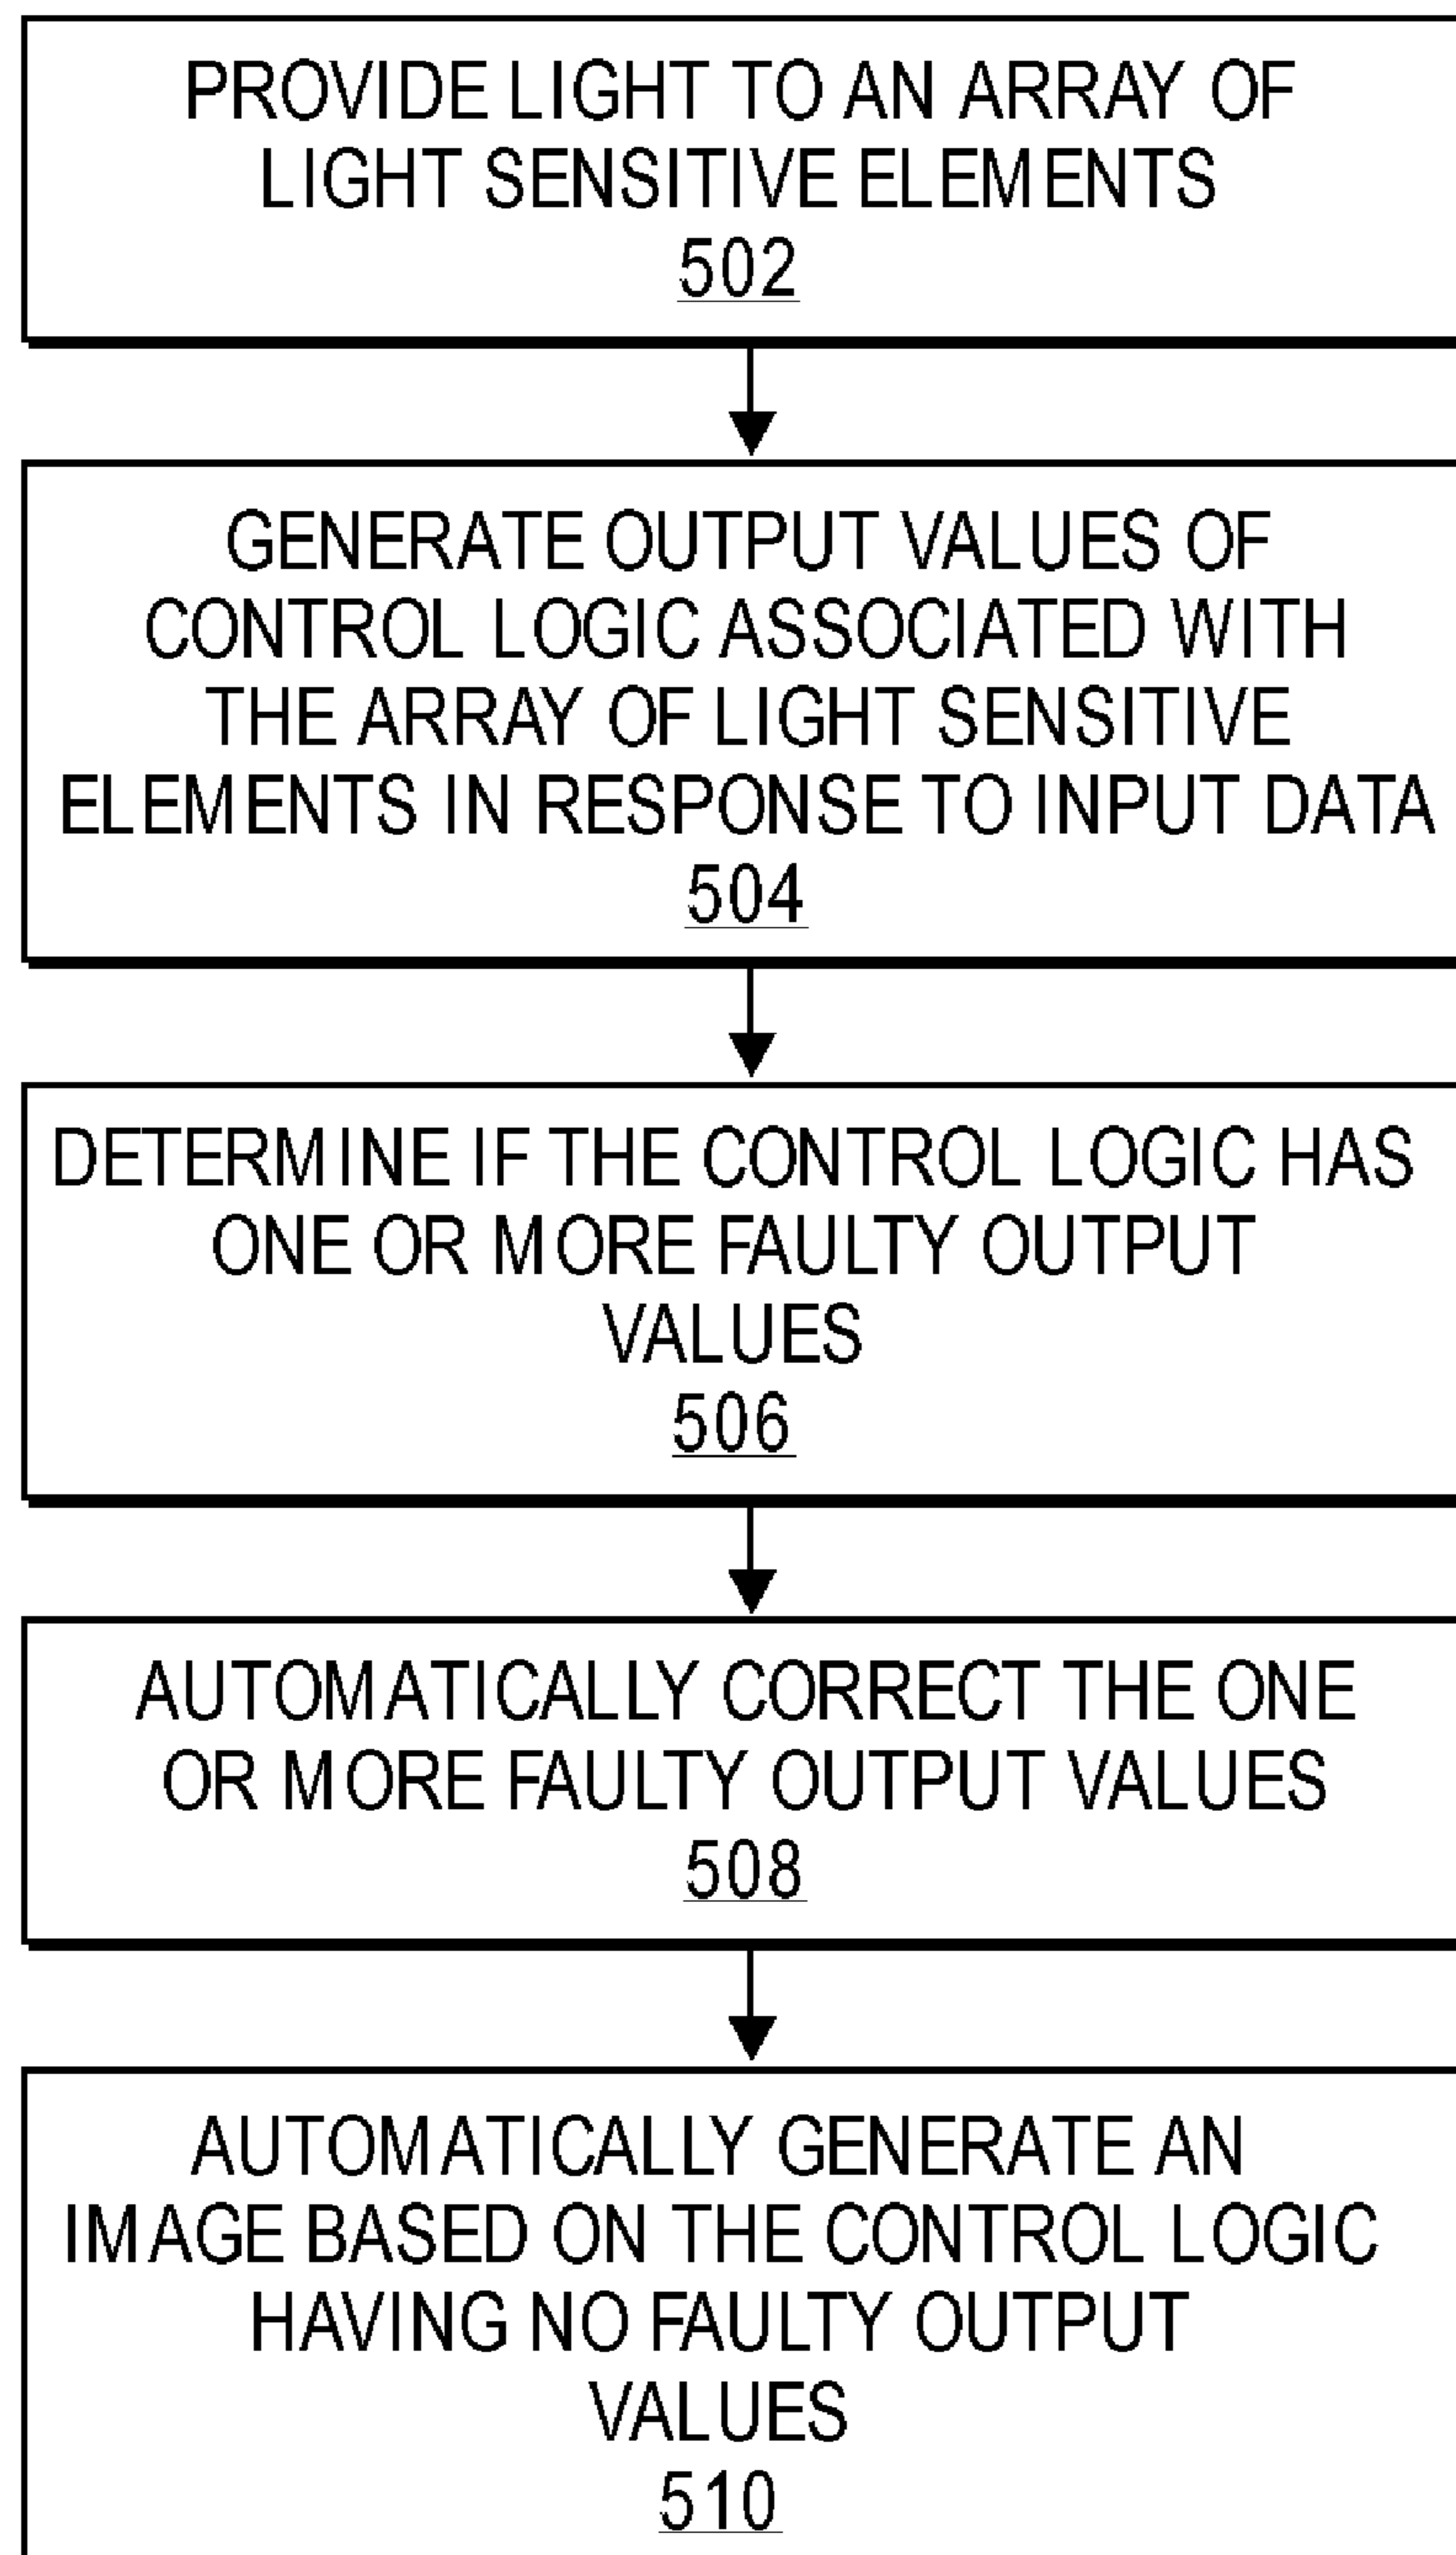 PROVIDE LIGHT TO AN ARRAY OF
LIGHT SENSITIVE ELEMENTS
502
GENERATE OUTPUT VALUES OF
CONTROL LOGIC ASSOCIATED WITH
THE ARRAY OF LIGHT SENSITIVE
ELEMENTS IN RESPONSE TO INPUT DATA
504
DETERMINE IF THE CONTROL LOGIC HAS
ONE OR MORE FAULTY OUTPUT
VALUES
506
AUTOMATICALLY CORRECT THE ONE
OR MORE FAULTY OUTPUT VALUES
508
AUTOMATICALLY GENERATE AN
IMAGE BASED ON THE CONTROL LOGIC
HAVING NO FAULTY OUTPUT
VALUES
510